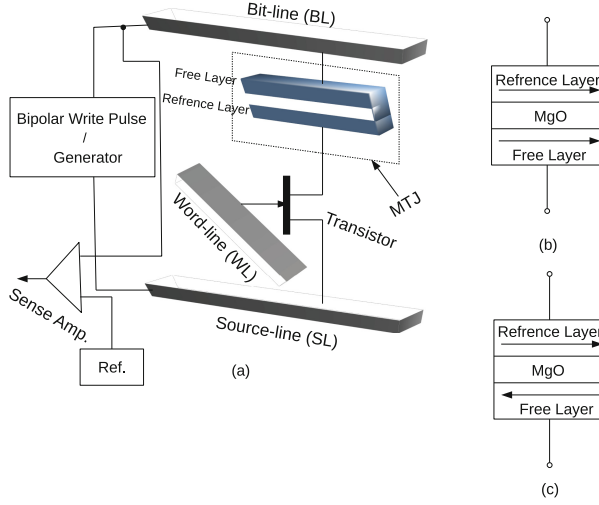 Bit-line (BL)
Free Layer
Refrence Layer
Bipolar Write Pulse
/
Generator
MTJ
Word-line (WL)
Transistor
Sense Amp.
Source-line (SL)
Ref.
(a)
Refrence Layer
MgO
Free Layer
(b)
Refrence Layer
MgO
Free Layer
(c)